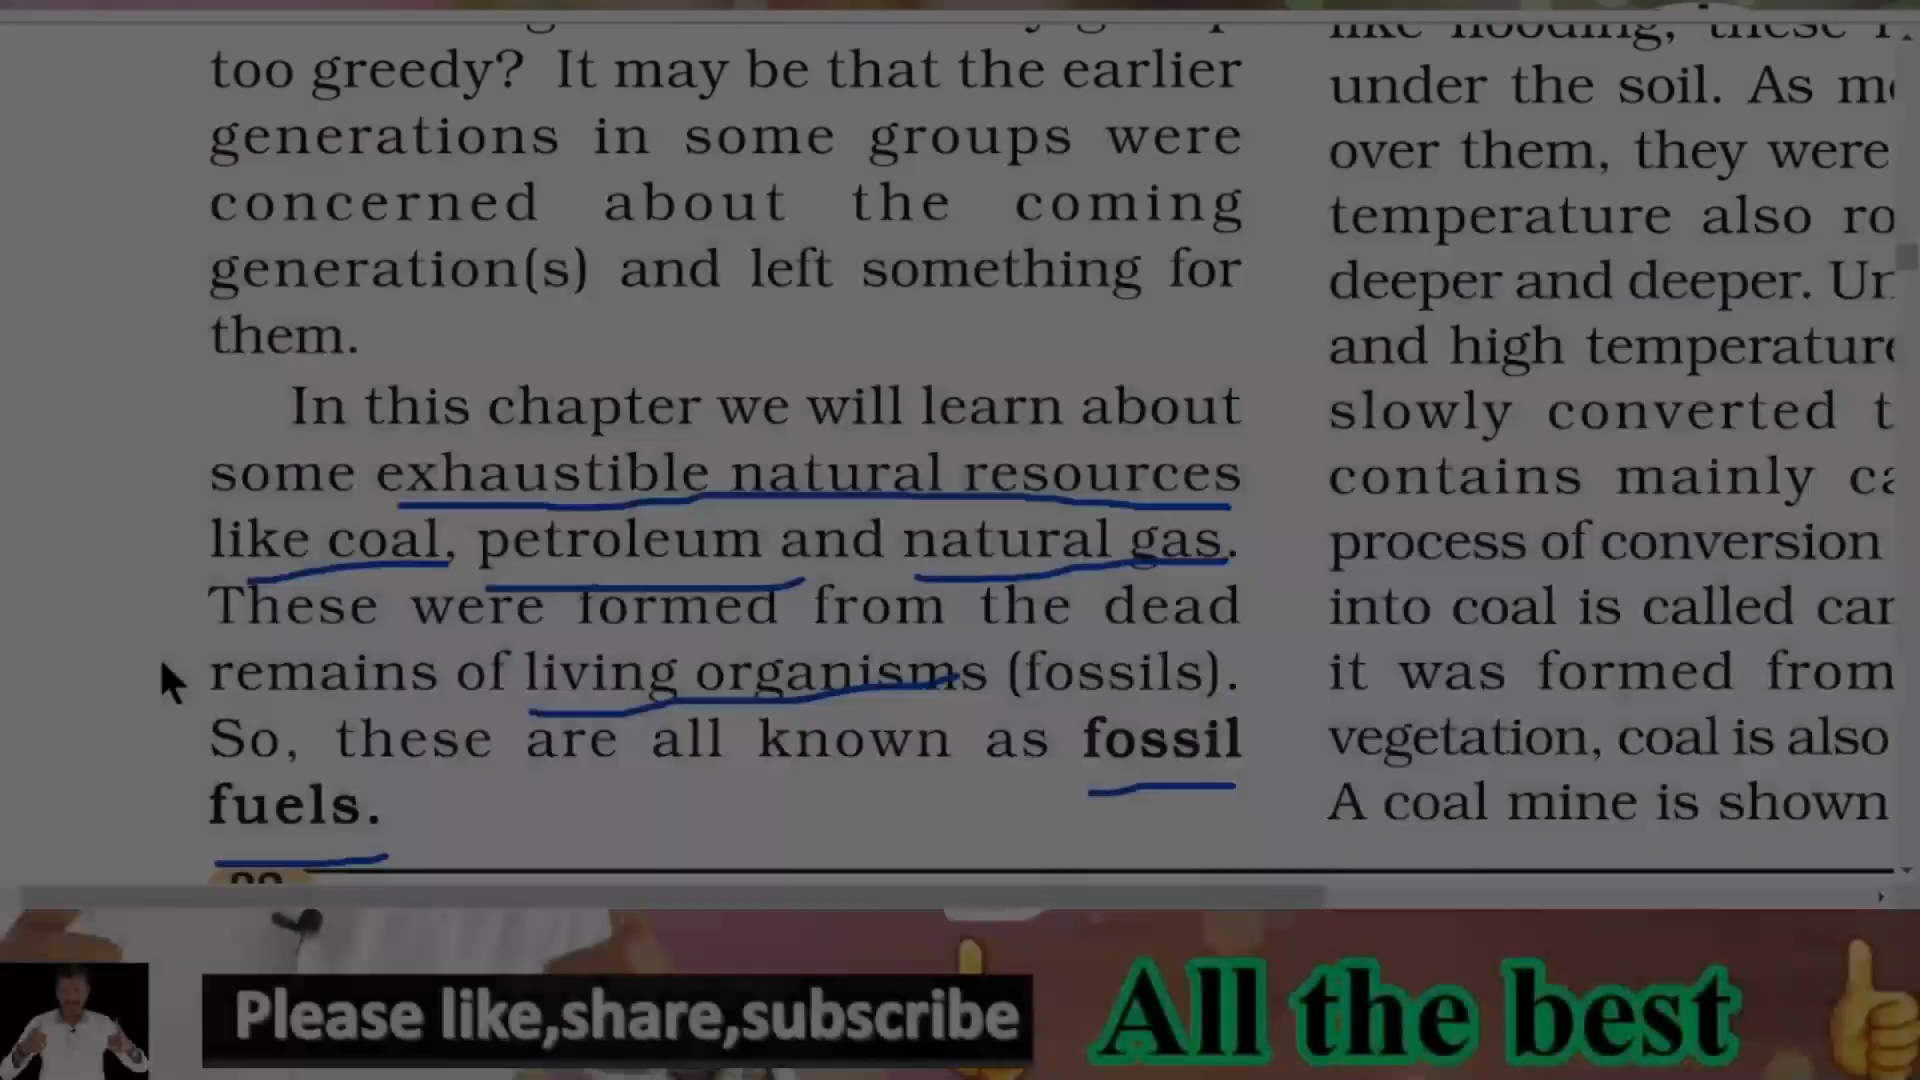 too greedy? It may be that the earlier
generations in some groups were
concerned about the coming
generation(s) and left something for
them.
In this chapter we will learn about
some exhaustible natural resources
like coal, petroleum and natural gas.
These were formed from the dead
remains of living organisms (fossils).
So, these are all known as fossil
fuels.
like flooding, these
under the soil. As
over them, they were
temperature also
deeper and deeper.
and high
slowly converted
contains mainly
process of conversion
into coal is called
it was formed from
vegetation, coal is also
A coal mine is shown
Please like,share,subscribe
All the best